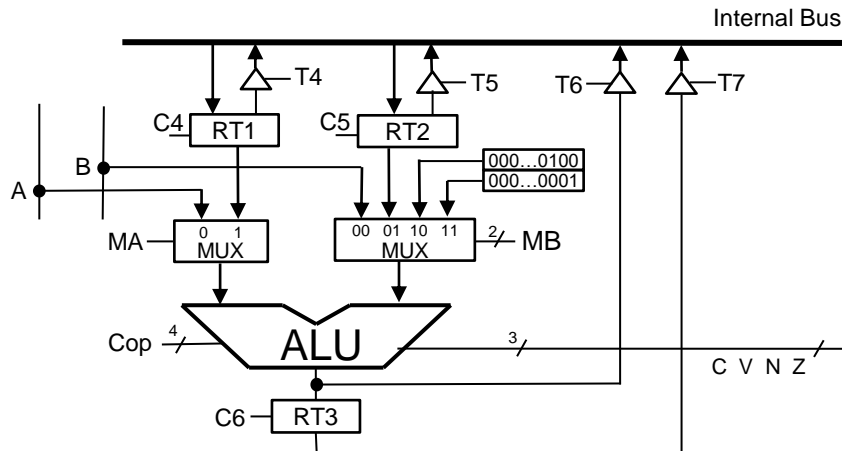 Internal Bus
T4 T5 T6 T7
C4 RT1 C5 RT2
B 000...0100
000...0001
A
0 1 00 01 10 11
MA MUX MUX 2 MB
4 3
Cop ALU
C V N Z
C6 RT3